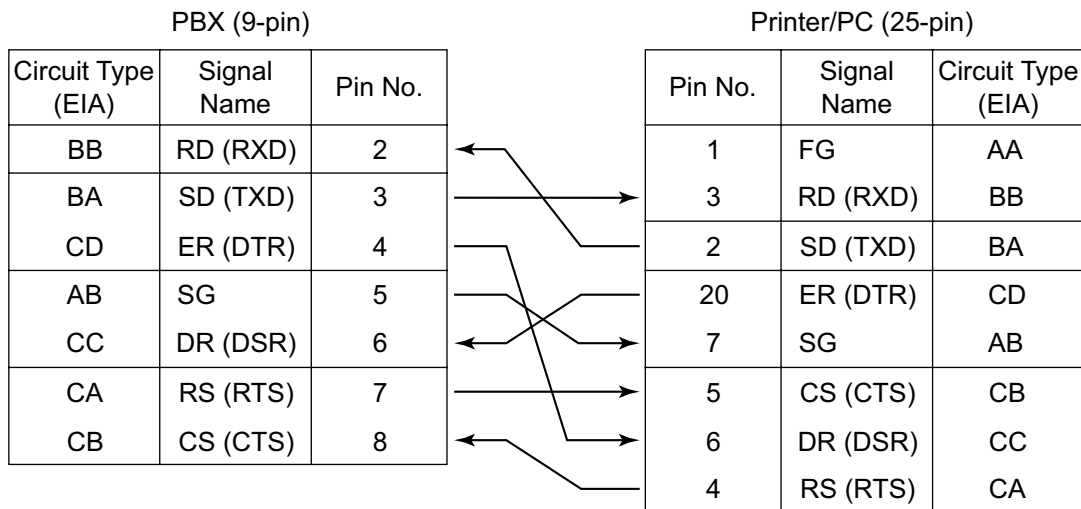 PBX (9-pin)
Circuit Type (EIA) Signal Name Pin No.
BB RD (RXD) 2
BA SD (TXD) 3
CD ER (DTR) 4
AB SG 5
CC DR (DSR) 6
CA RS (RTS) 7
CB CS (CTS) 8
Printer/PC (25-pin)
Pin No. Signal Name Circuit Type (EIA)
1 FG AA
3 RD (RXD) BB
2 SD (TXD) BA
20 ER (DTR) CD
7 SG AB
5 CS (CTS) CB
6 DR (DSR) CC
4 RS (RTS) CA